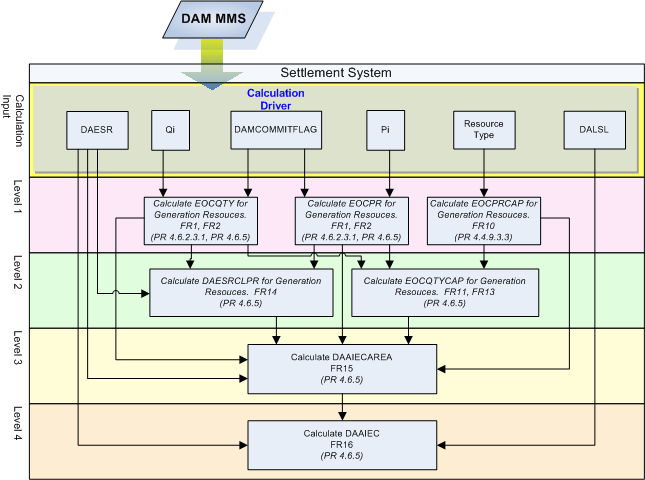 DAM MMS
Settlement System
Calculation
Driver
Calculation
Input
DAESR
Qi
DAMCOMMITFLAG
Pi
Resource
Type
DALSL
Level 1
Calculate EOCQTY for
Generation Resouces.
FR1, FR2
(PR 4.6.2.3.1, PR 4.6.5)
Calculate EOCPR for
Generation Resouces.
FR1, FR2
(PR 4.6.2.3.1, PR 4.6.5)
Calculate EOCPRCAP for
Generation Resouces.
FR10
(PR 4.4.9.3.3)
Level 2
Calculate DAESRCLPR for Generation
Resouces.  FR14
(PR 4.6.5)
Calculate EOCQTYCAP for Generation
Resouces.  FR11, FR13
(PR 4.6.5)
Level 3
Calculate DAAIECAREA
FR15
(PR 4.6.5)
Level 4
Calculate DAAIEC
FR16
(PR 4.6.5)